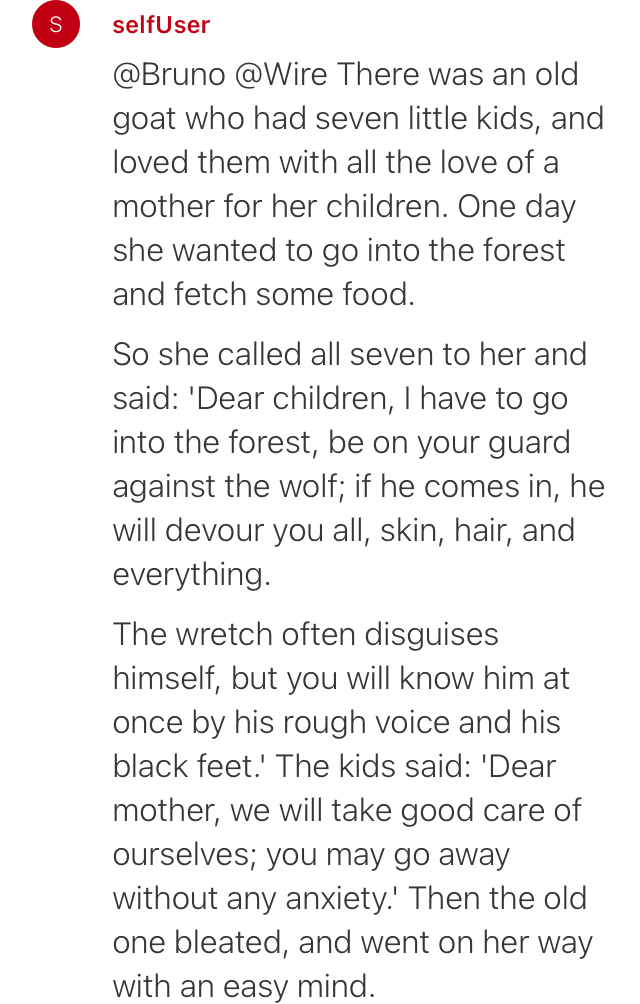 S
selfUser
@Bruno @Wire There was an old
goat who had seven little kids, and
loved them with all the love of a
mother for her children. One day
she wanted to go into the forest
and fetch some food.
So she called all seven to her and
said: 'Dear children, I have to go
into the forest, be on your guard
against the wolf; if he comes in, he
will devour you all, skin, hair, and
everything.
The wretch often disguises
himself, but you will know him at
once by his rough voice and his
black feet.' The kids said: 'Dear
mother, we will take good care of
ourselves; you may go away
without any anxiety.' Then the old
one bleated, and went on her way
with an easy mind.